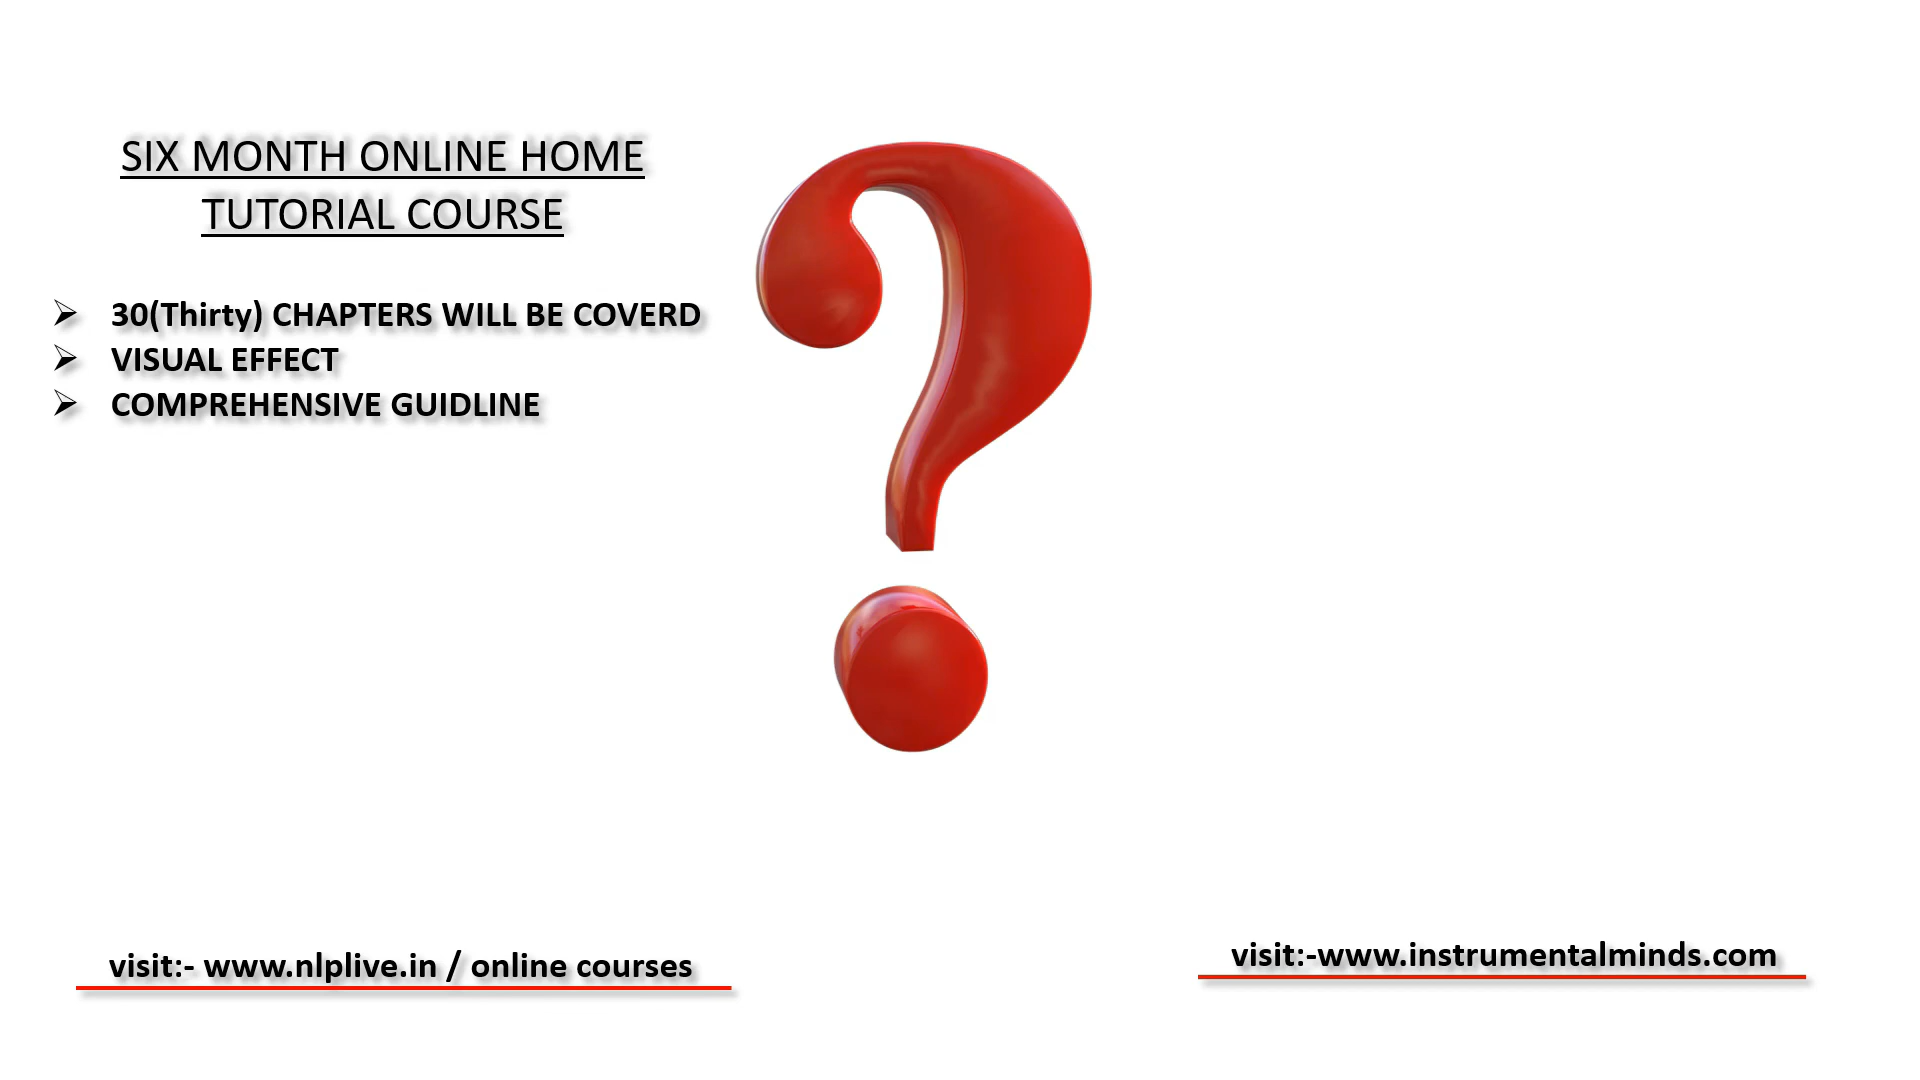 SIX MONTH ONLINE HOME
TUTORIAL COURSE
➢ 30(Thirty) CHAPTERS WILL BE COVERD
➢ VISUAL EFFECT
➢ COMPREHENSIVE GUIDLINE
visit:- www.nlplive.in / online courses
visit:-www.instrumentalminds.com